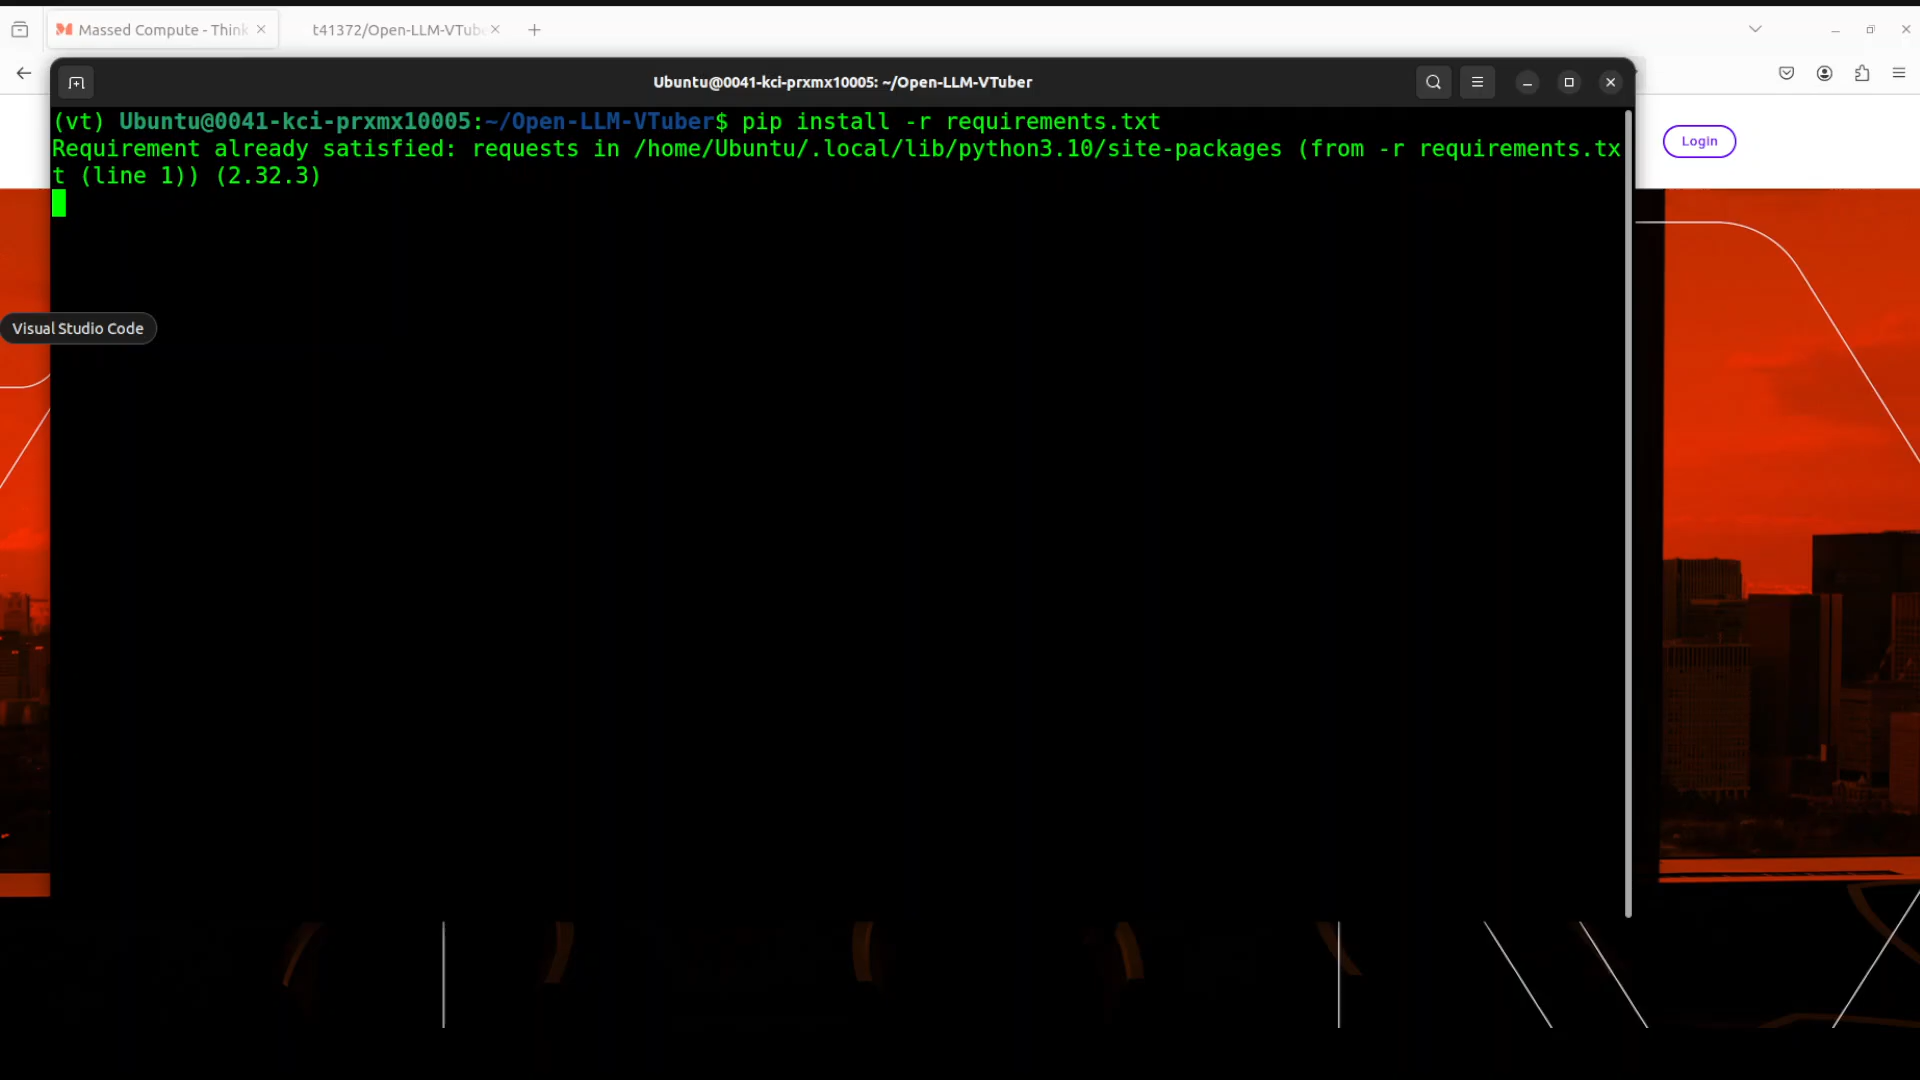 Massed Compute - Think
t41372/Open-LLM-VTube
Ubuntu@0041-kci-prxmx10005: ~/Open-LLM-VTuber
(vt) Ubuntu@0041-kci-prxmx10005:~/Open-LLM-VTuber$ pip install -r requirements.txt
Requirement already satisfied: requests in /home/Ubuntu/.local/lib/python3.10/site-packages (from -r requirements.tx
t (line 1)) (2.32.3)
Login
Visual Studio Code